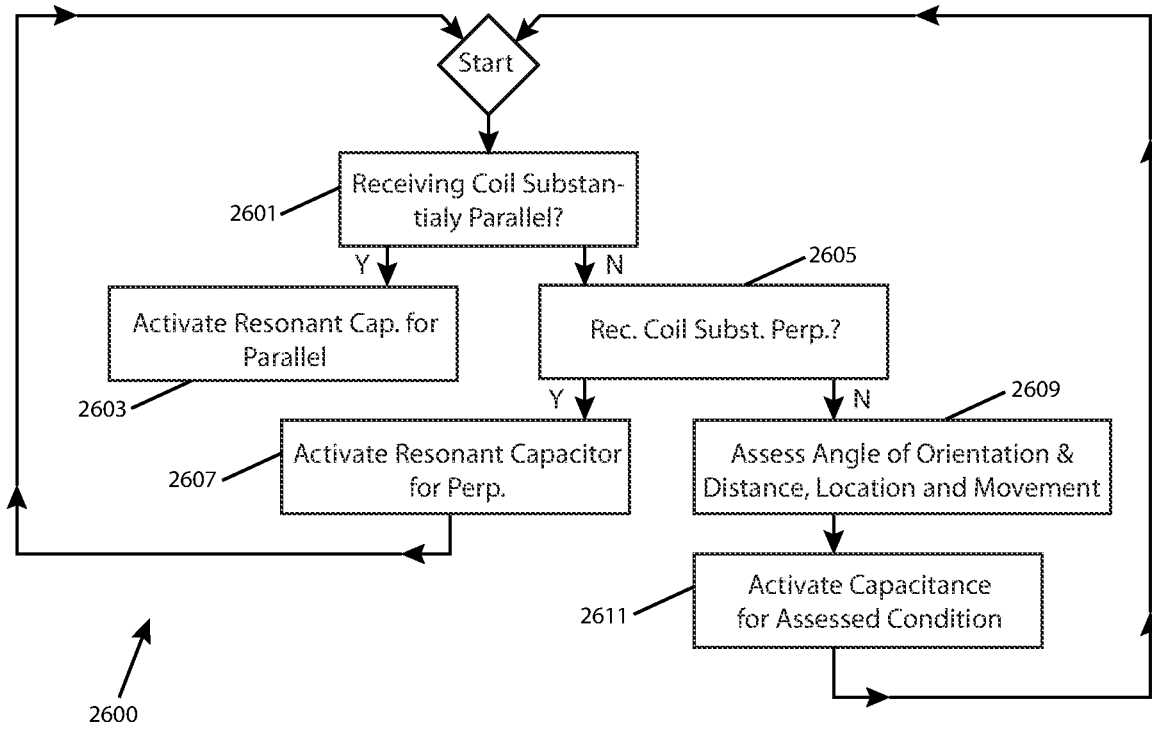 Start
Receiving Coil Substan-
tialy Parallel?
2601
Y
N
2605
Activate Resonant Cap. for
Parallel
Rec. Coil Subst. Perp.?
2603
Y
N
2609
Activate Resonant Capacitor
for Perp.
2607
Assess Angle of Orientation &
Distance, Location and Movement
Activate Capacitance
for Assessed Condition
2611
2600